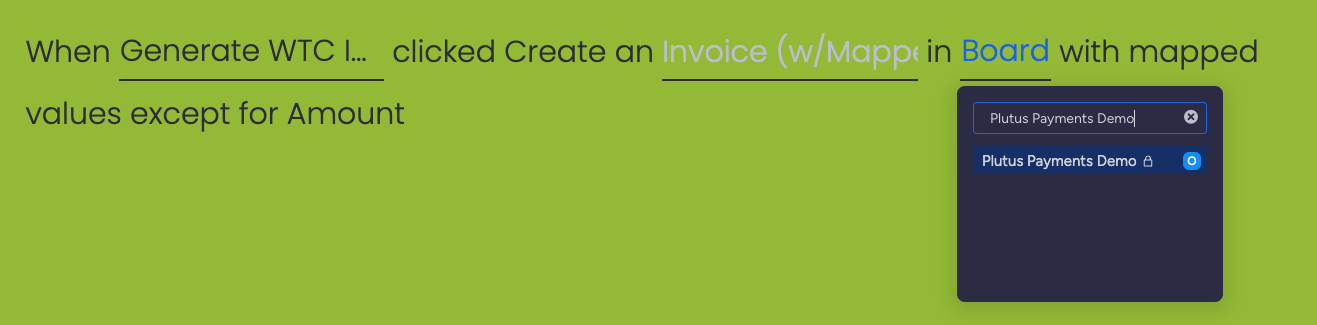 When Generate WTC I... clicked Create an Invoice (w/Mappe in Board with mapped
values except for Amount
Plutus Payments Demo
Plutus Payments Demo